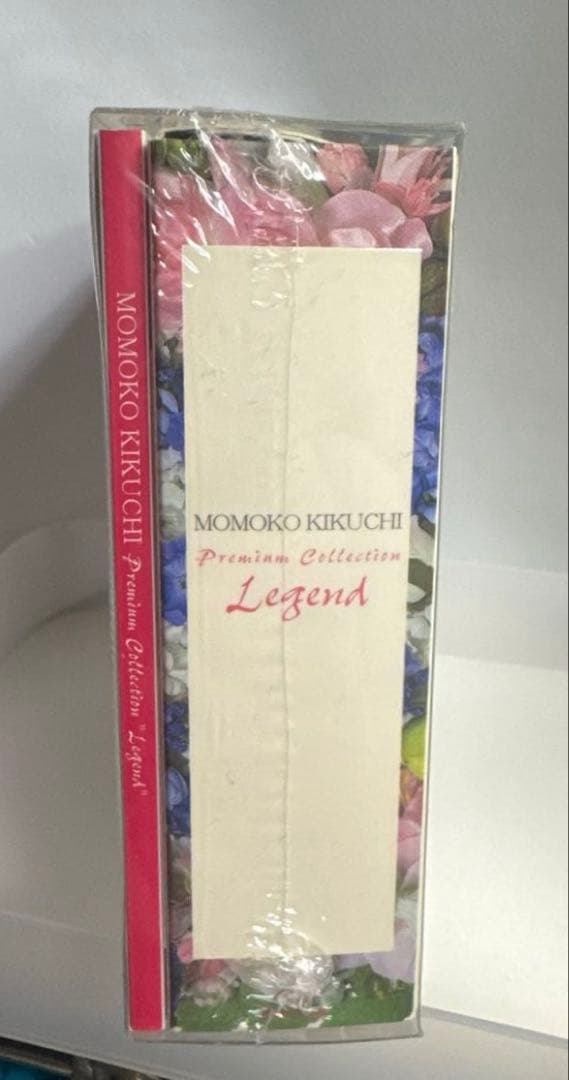 MOMOKO KIKUCHI Premium Collection "Legend"
MOMOKO KIKUCHI
Premium Collection
Legend